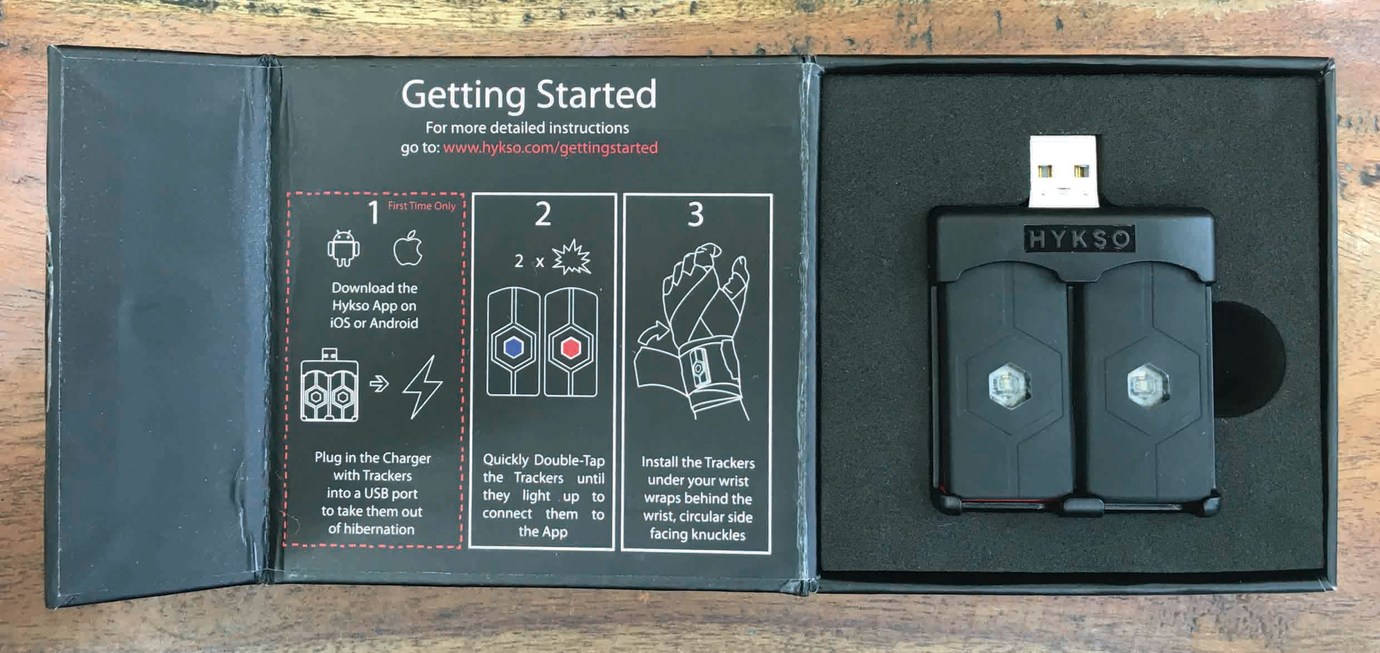 Getting Started
For more detailed instructions
go to: www.hykso.com/gettingstarted
1 First Time Only
Download the
Hykso App on
iOS or Android
Plug in the Charger
with Trackers
into a USB port
to take them out
of hibernation
2
2 x
Quickly Double-Tap
the Trackers until
they light up to
connect them to
the App
3
Install the Trackers
under your wrist
wraps behind the
wrist, circular side
facing knuckles
HYKSO